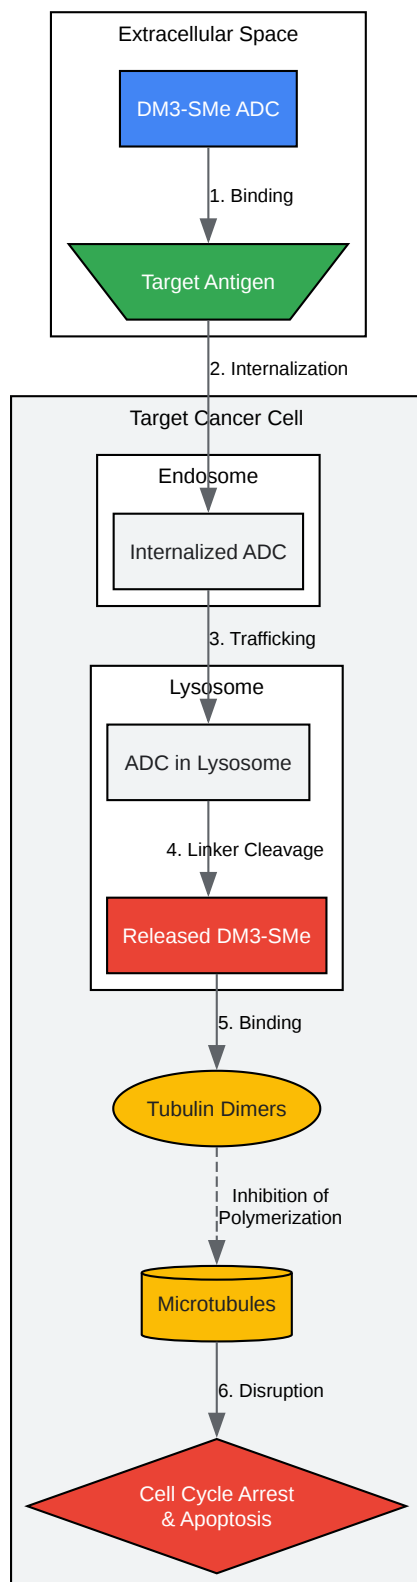 Extracellular Space
DM3-SMe ADC
1. Binding
Target Antigen
2. Internalization
Target Cancer Cell
Endosome
Internalized ADC
3. Trafficking
Lysosome
ADC in Lysosome
4. Linker Cleavage
Released DM3-SMe
5. Binding
Tubulin Dimers
Inhibition of
Polymerization
Microtubules
6. Disruption
Cell Cycle Arrest
& Apoptosis